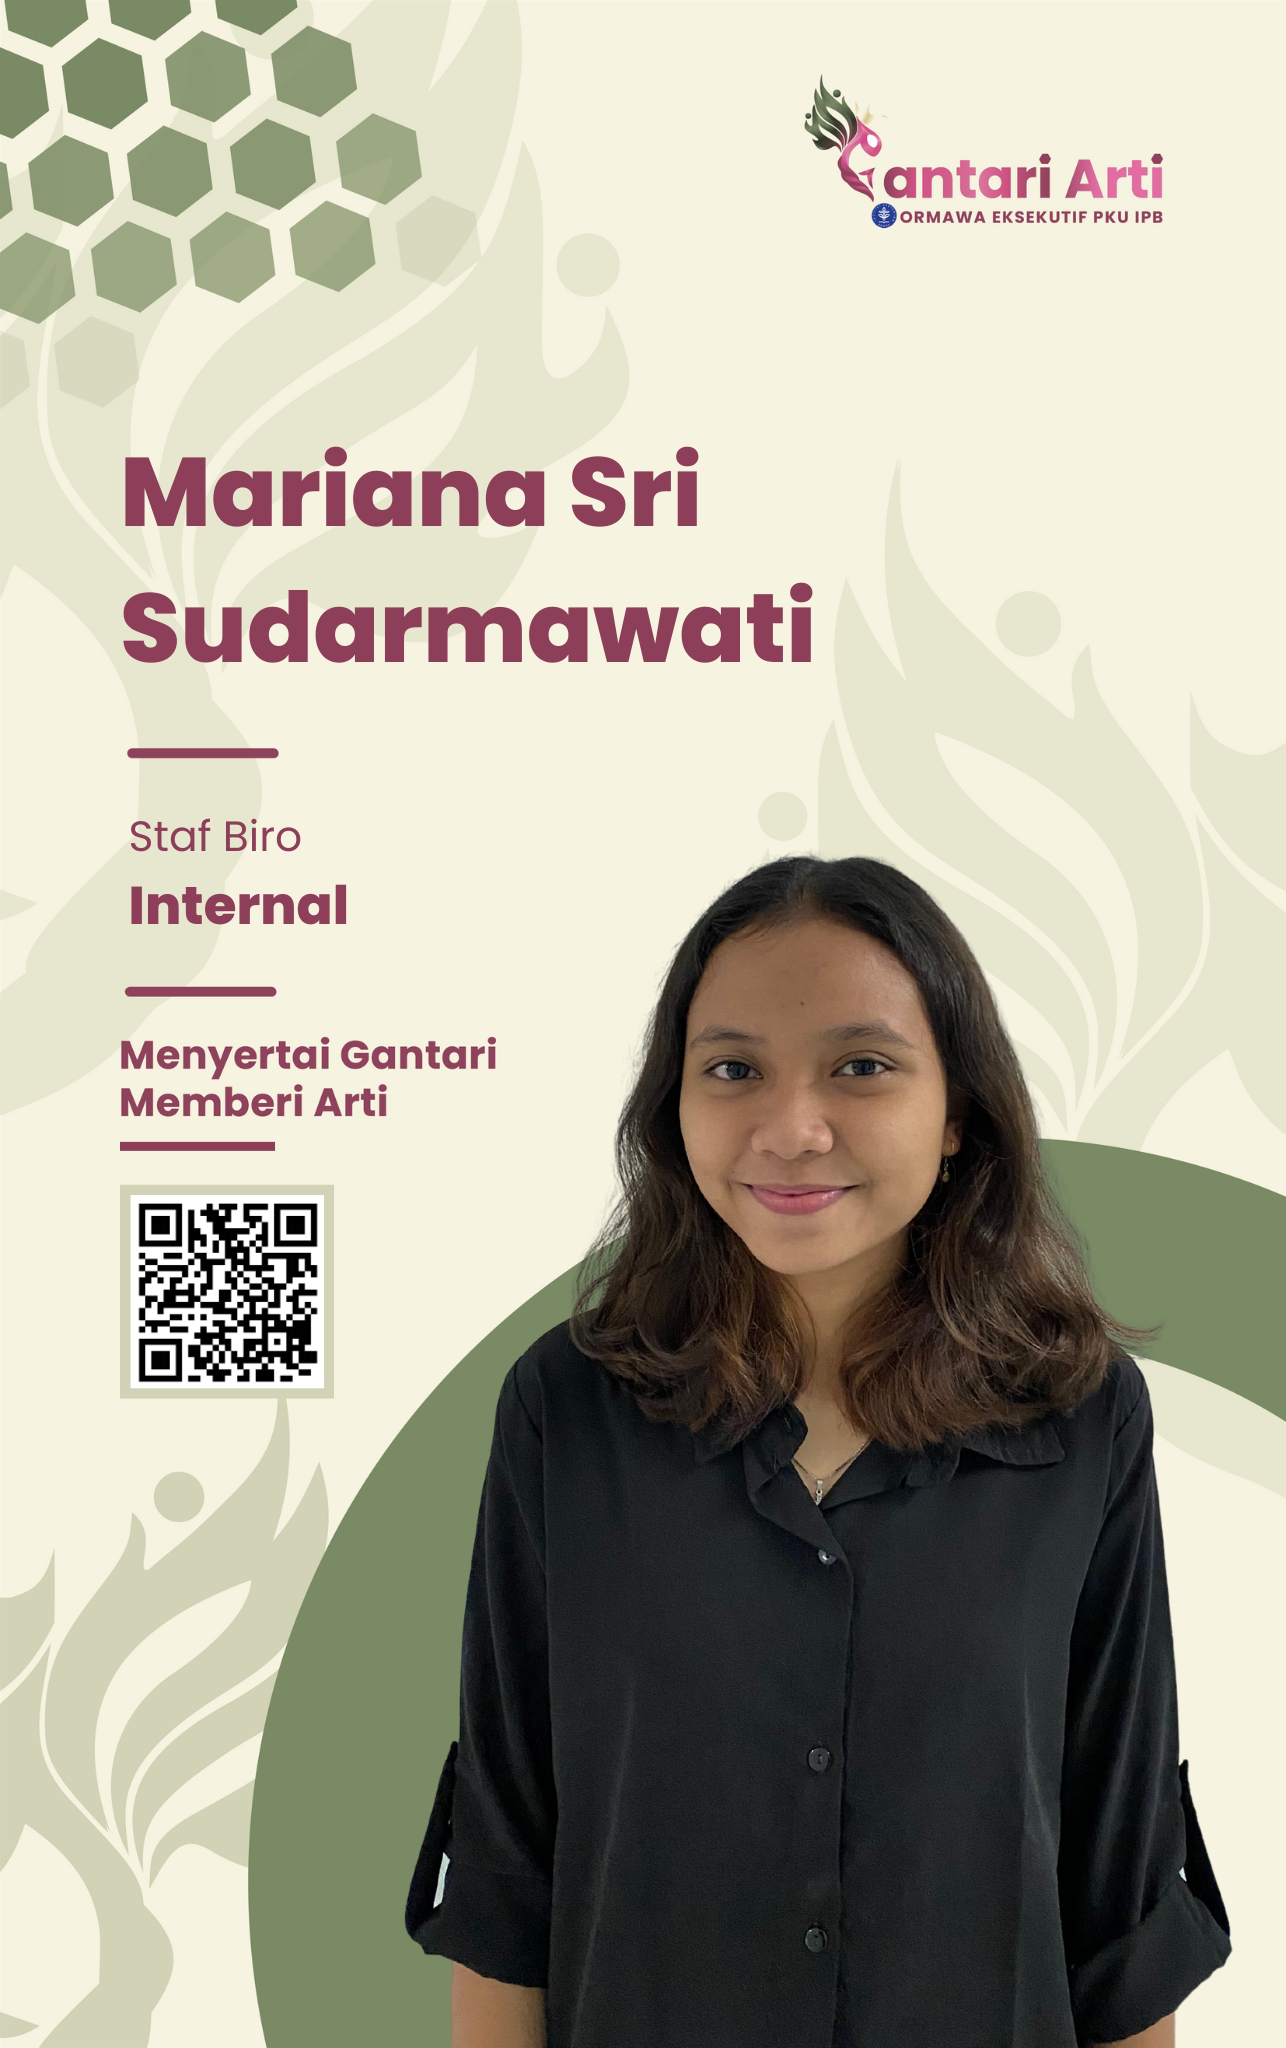 Gantari Arti
ORMAWA EKSEKUTIF PKU IPB
Mariana Sri
Sudarmawati
Staf Biro
Internal
Menyertai Gantari
Memberi Arti